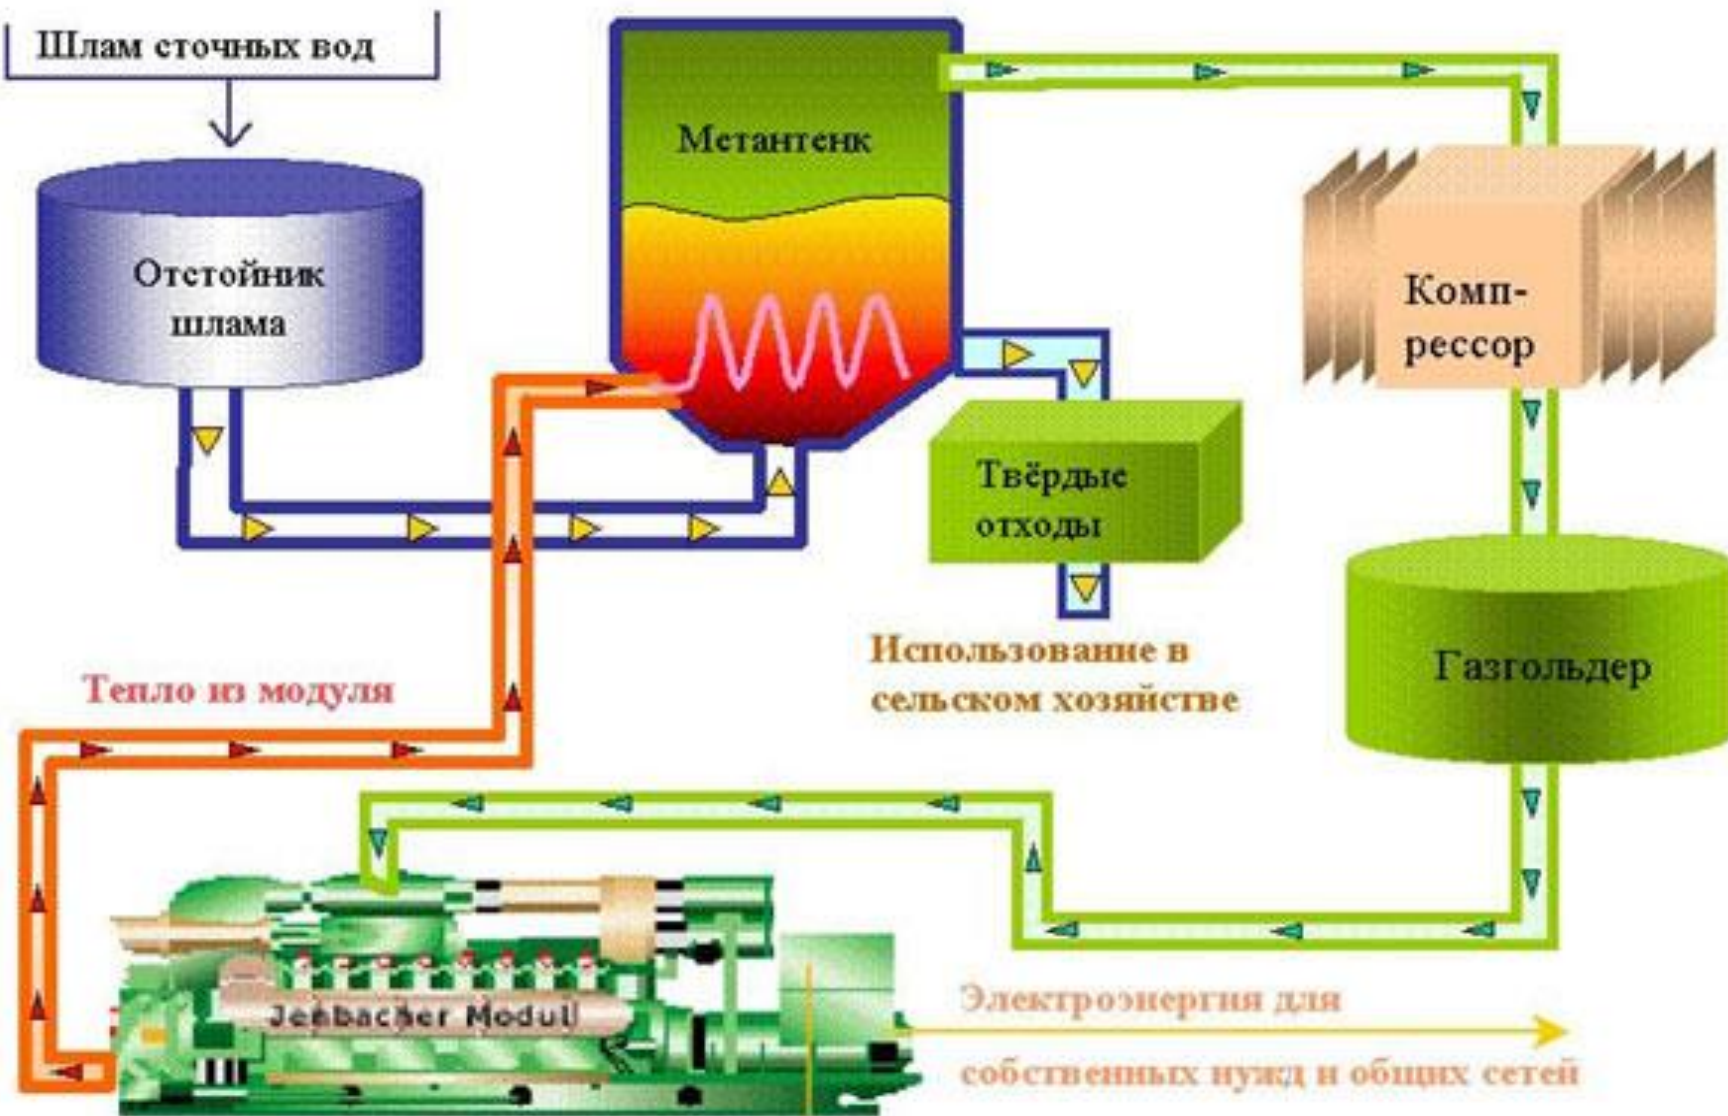 Шлам сточных вод
Метантенк
Отстойник
шлама
Комп-
рессор
Твёрдые
отходы
Использование в
сельском хозяйстве
Газгольдер
Тепло из модуля
Jenbacher Modul
Электроэнергия для
собственных нужд и общих сетей